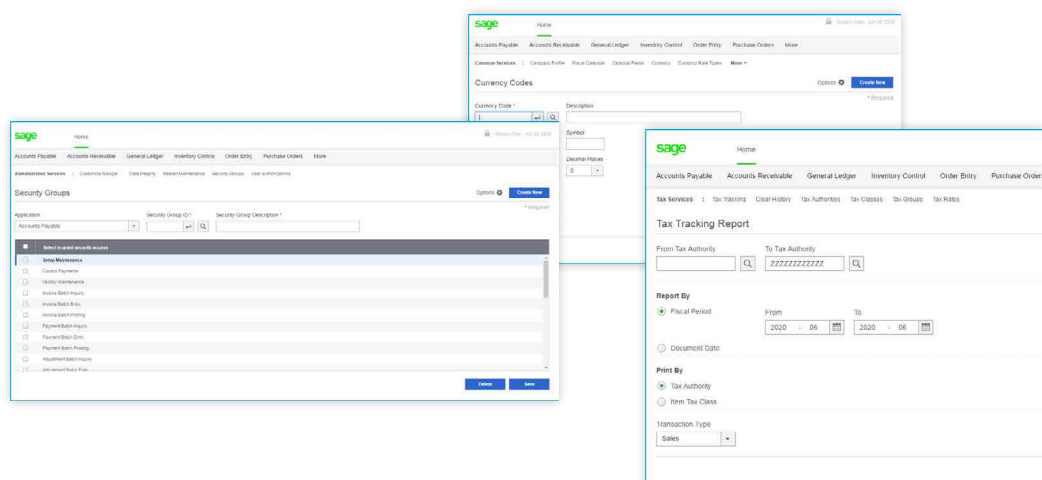 sage Home
Accounts Payable Accounts Receivable General Ledger Inventory Control Order Entry Purchase Orders More
Common Services : Company Profile Fiscal Calendar Optional Fields Currency Currency Rate Types More
Currency Codes Options Create New
* Required
Currency Code * Description
Symbol
Decimal Places
0
sage Home
Accounts Payable Accounts Receivable General Ledger Inventory Control Order Entry Purchase Orders More
Administrative Services : Customize Data Integrity Security Groups User Authorizations
Security Groups Options Create New
* Required
Application Security Group ID * Security Group Description *
Accounts Payable
Select to grant security access
Setup Maintenance
Control Payments
Vendor Maintenance
Invoice Batch Inquiry
Invoice Batch Entry
Invoice Batch Posting
Payment Batch Inquiry
Payment Batch Entry
Payment Batch Posting
Adjustment Batch Inquiry
Adjustment Batch Entry
Delete Save
sage Home
Accounts Payable Accounts Receivable General Ledger Inventory Control Order Entry Purchase Orders
Tax Services : Tax Tracking Clear History Tax Authorities Tax Classes Tax Groups Tax Rates
Tax Tracking Report
From Tax Authority To Tax Authority
ZZZZZZZZZZZZ
Report By
Fiscal Period From To
2020 - 06 2020 - 06
Document Date
Print By
Tax Authority
Item Tax Class
Transaction Type
Sales